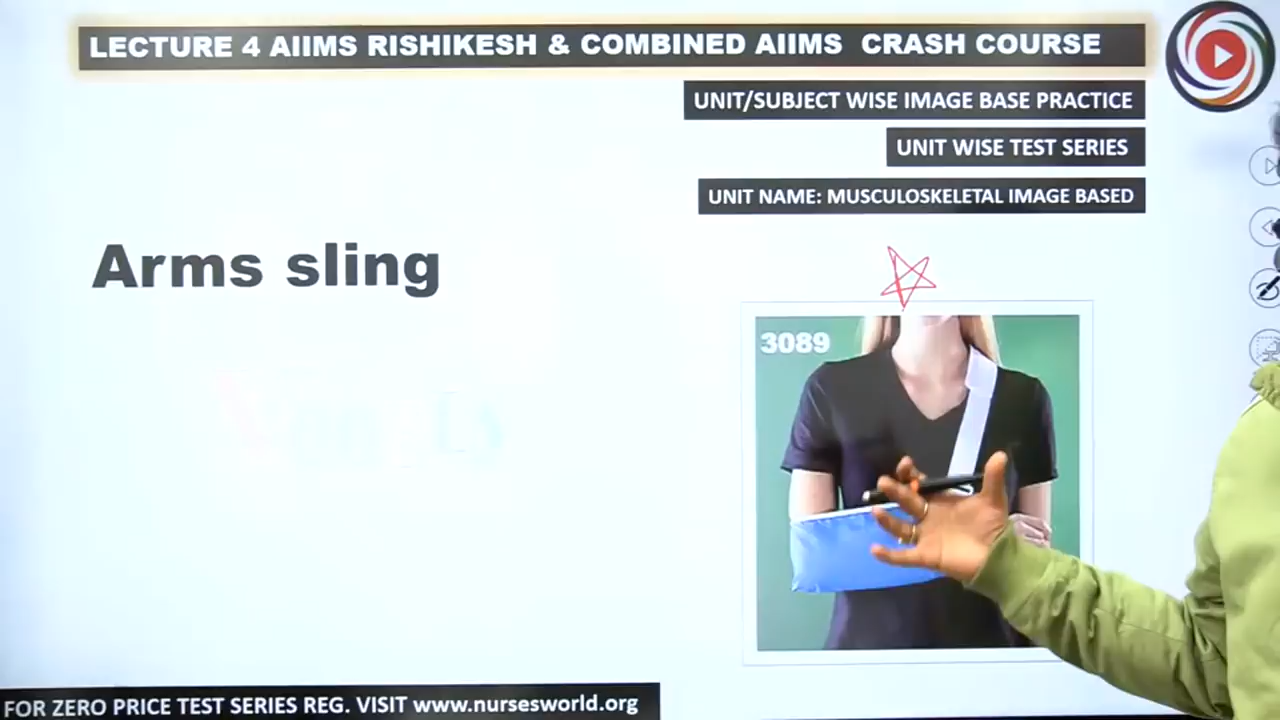 LECTURE 4 AIIMS RISHIKESH & COMBINED AIIMS CRASH COURSE
UNIT/SUBJECT WISE IMAGE BASE PRACTICE
UNIT WISE TEST SERIES
UNIT NAME: MUSCULOSKELETAL IMAGE BASED
Arms sling
3089
FOR ZERO PRICE TEST SERIES REG. VISIT www.nursesworld.org